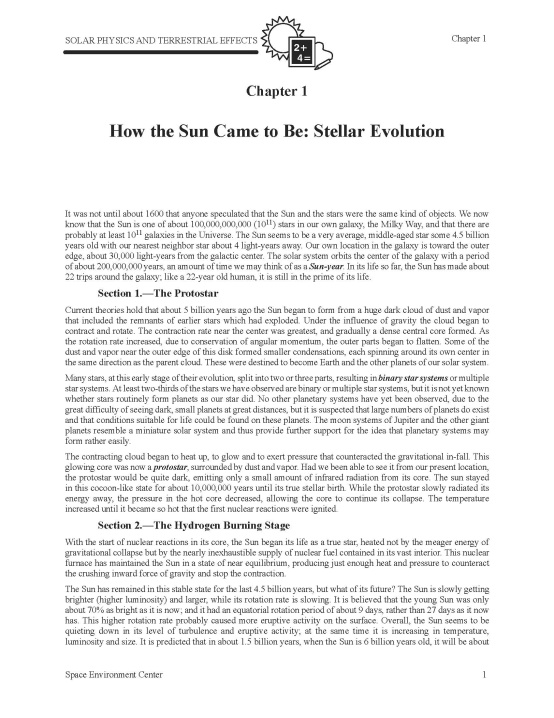 SOLAR PHYSICS AND TERRESTRIAL EFFECTS
2+
4=
Chapter 1
Chapter 1
How the Sun Came to Be: Stellar Evolution
It was not until about 1600 that anyone speculated that the Sun and the stars were the same kind of objects. We now
know that the Sun is one of about 100,000,000,000 (10¹¹) stars in our own galaxy, the Milky Way, and that there are
probably at least 10¹¹ galaxies in the Universe. The Sun seems to be a very average, middle-aged star some 4.5 billion
years old with our nearest neighbor star about 4 light-years away. Our own location in the galaxy is toward the outer
edge, about 30,000 light-years from the galactic center. The solar system orbits the center of the galaxy with a period
of about 200,000,000 years, an amount of time we may think of as a Sun-year. In its life so far, the Sun has made about
22 trips around the galaxy; like a 22-year old human, it is still in the prime of its life.
Section 1.—The Protostar
Current theories hold that about 5 billion years ago the Sun began to form from a huge dark cloud of dust and vapor
that included the remnants of earlier stars which had exploded. Under the influence of gravity the cloud began to
contract and rotate. The contraction rate near the center was greatest, and gradually a dense central core formed. As
the rotation rate increased, due to conservation of angular momentum, the outer parts began to flatten. Some of the
dust and vapor near the outer edge of this disk formed smaller condensations, each spinning around its own center in
the same direction as the parent cloud. These were destined to become Earth and the other planets of our solar system.
Many stars, at this early stage of their evolution, split into two or three parts, resulting in binary star systems or multiple
star systems. At least two-thirds of the stars we have observed are binary or multiple star systems, but it is not yet known
whether stars routinely form planets as our star did. No other planetary systems have yet been observed, due to the
great difficulty of seeing dark, small planets at great distances, but it is suspected that large numbers of planets do exist
and that conditions suitable for life could be found on these planets. The moon systems of Jupiter and the other giant
planets resemble a miniature solar system and thus provide further support for the idea that planetary systems may
form rather easily.
The contracting cloud began to heat up, to glow and to exert pressure that counteracted the gravitational in-fall. This
glowing core was now a protostar, surrounded by dust and vapor. Had we been able to see it from our present location,
the protostar would be quite dark, emitting only a small amount of infrared radiation from its core. The sun stayed
in this cocoon-like state for about 10,000,000 years until its true stellar birth. While the protostar slowly radiated its
energy away, the pressure in the hot core decreased, allowing the core to continue its collapse. The temperature
increased until it became so hot that the first nuclear reactions were ignited.
Section 2.—The Hydrogen Burning Stage
With the start of nuclear reactions in its core, the Sun began its life as a true star, heated not by the meager energy of
gravitational collapse but by the nearly inexhaustible supply of nuclear fuel contained in its vast interior. This nuclear
furnace has maintained the Sun in a state of near equilibrium, producing just enough heat and pressure to counteract
the crushing inward force of gravity and stop the contraction.
The Sun has remained in this stable state for the last 4.5 billion years, but what of its future? The Sun is slowly getting
brighter (higher luminosity) and larger, while its rotation rate is slowing. It is believed that the young Sun was only
about 70% as bright as it is now; and it had an equatorial rotation period of about 9 days, rather than 27 days as it now
has. This higher rotation rate probably caused more eruptive activity on the surface. Overall, the Sun seems to be
quieting down in its level of turbulence and eruptive activity; at the same time it is increasing in temperature,
luminosity and size. It is predicted that in about 1.5 billion years, when the Sun is 6 billion years old, it will be about
Space Environment Center
1